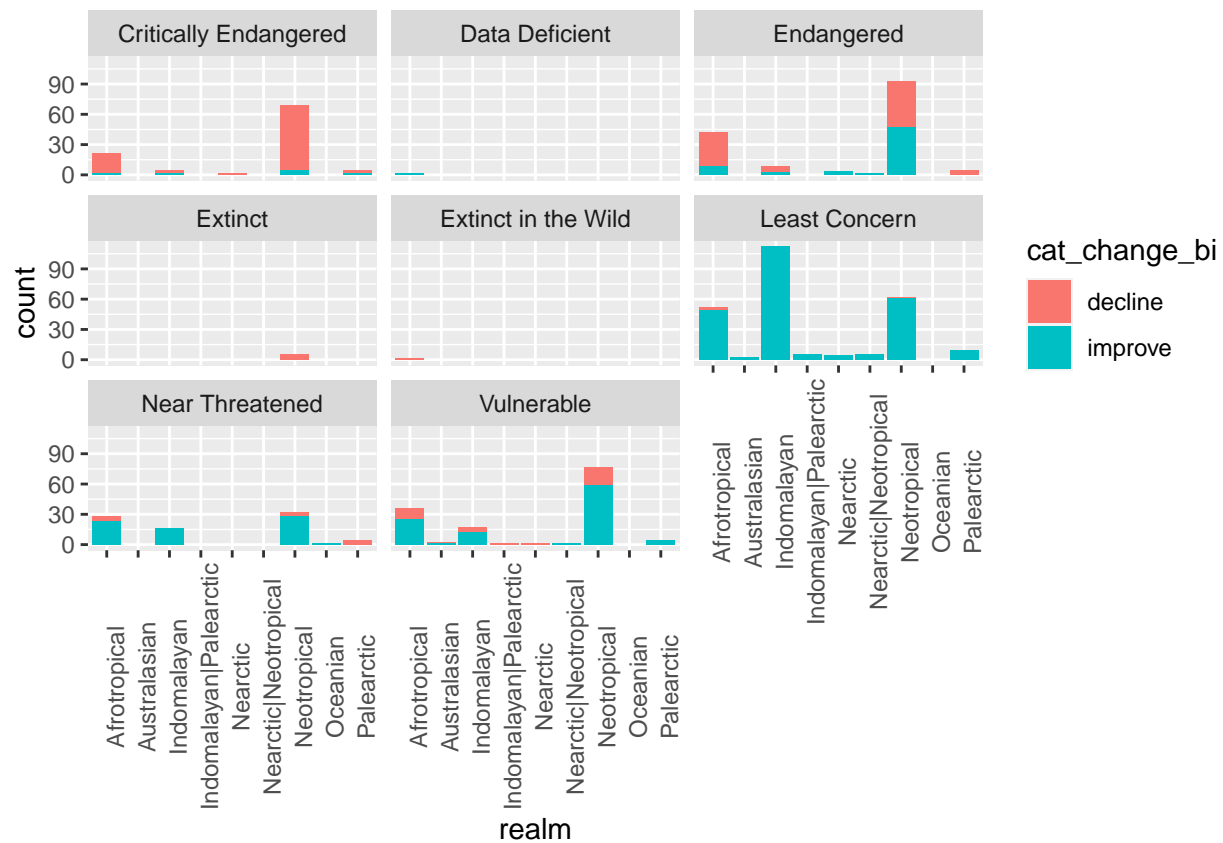 Critically Endangered
Data Deficient
Endangered
90
60
30
0
Extinct
Extinct in the Wild
Least Concern
90
60
30
0
Near Threatened
Vulnerable
90
60
30
0
Afrotropical
Australasian
Indomalayan
Indomalayan|Palearctic
Nearctic
Nearctic|Neotropical
Neotropical
Oceanian
Palearctic
Afrotropical
Australasian
Indomalayan
Indomalayan|Palearctic
Nearctic
Nearctic|Neotropical
Neotropical
Oceanian
Palearctic
Afrotropical
Australasian
Indomalayan
Indomalayan|Palearctic
Nearctic
Nearctic|Neotropical
Neotropical
Oceanian
Palearctic
count
realm
cat_change_bi
decline
improve